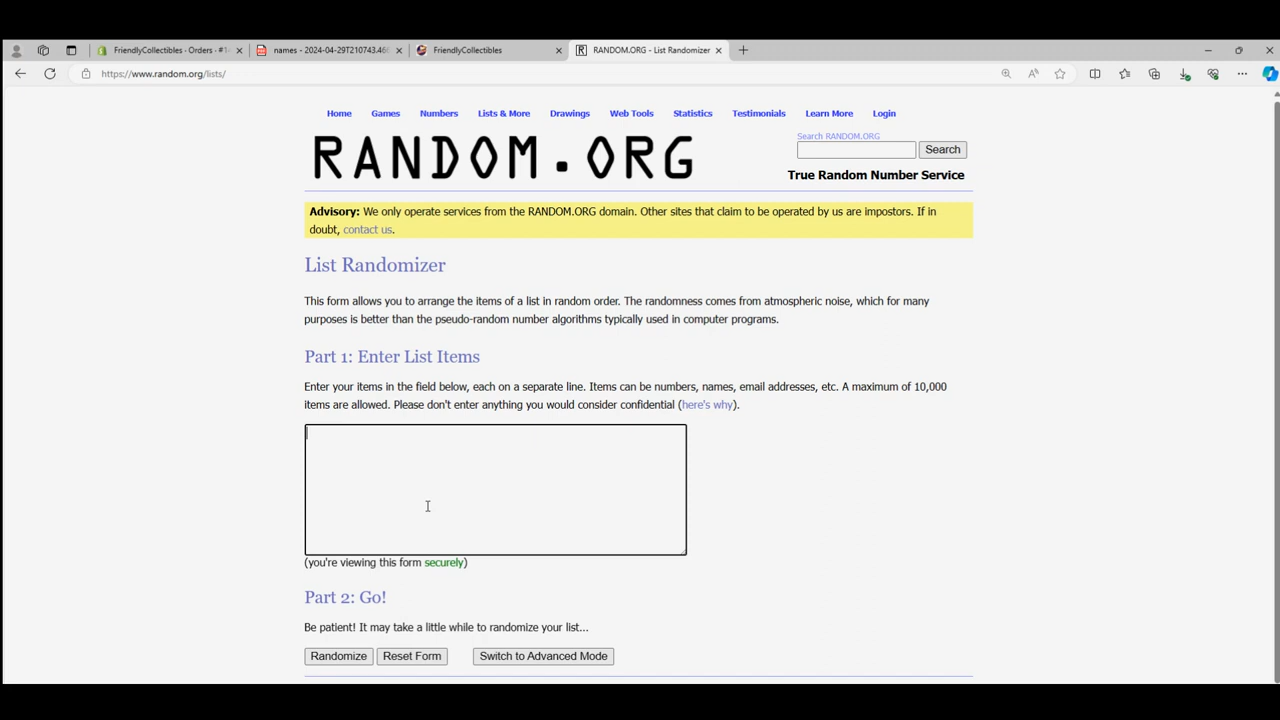 FriendlyCollectibles - Orders · #14
names - 2024-04-29T210743.46
FriendlyCollectibles
RANDOM.ORG - List Randomizer
https://www.random.org/lists/
Home Games Numbers Lists & More Drawings Web Tools Statistics Testimonials Learn More Login
RANDOM.ORG
Search RANDOM.ORG
Search
True Random Number Service
Advisory: We only operate services from the RANDOM.ORG domain. Other sites that claim to be operated by us are impostors. If in
doubt, contact us.
List Randomizer
This form allows you to arrange the items of a list in random order. The randomness comes from atmospheric noise, which for many
purposes is better than the pseudo-random number algorithms typically used in computer programs.
Part 1: Enter List Items
Enter your items in the field below, each on a separate line. Items can be numbers, names, email addresses, etc. A maximum of 10,000
items are allowed. Please don't enter anything you would consider confidential (here's why).
(you're viewing this form securely)
Part 2: Go!
Be patient! It may take a little while to randomize your list...
Randomize Reset Form Switch to Advanced Mode